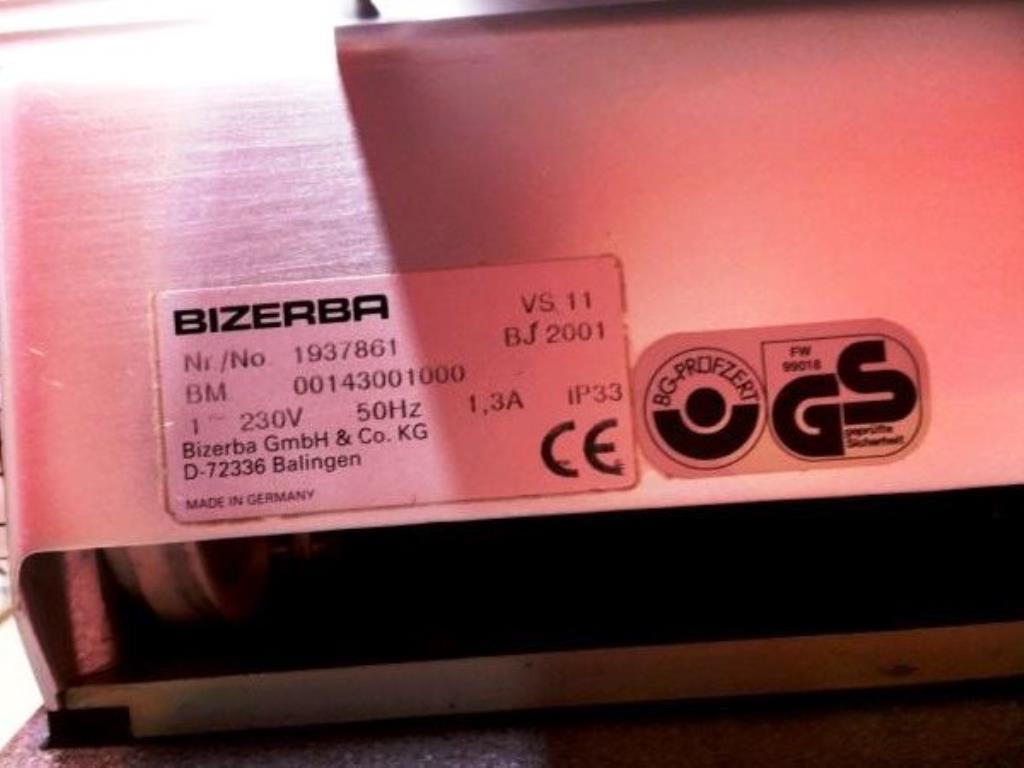 BIZERBA VS 11
Nr./No. 1937861 BJ 2001
BM 00143001000
1~ 230V 50Hz 1,3A IP33
Bizerba GmbH & Co. KG
D-72336 Balingen
CE
MADE IN GERMANY
BG-PRÜFZERT
FW
99018
GS
geprüfte
Sicherheit